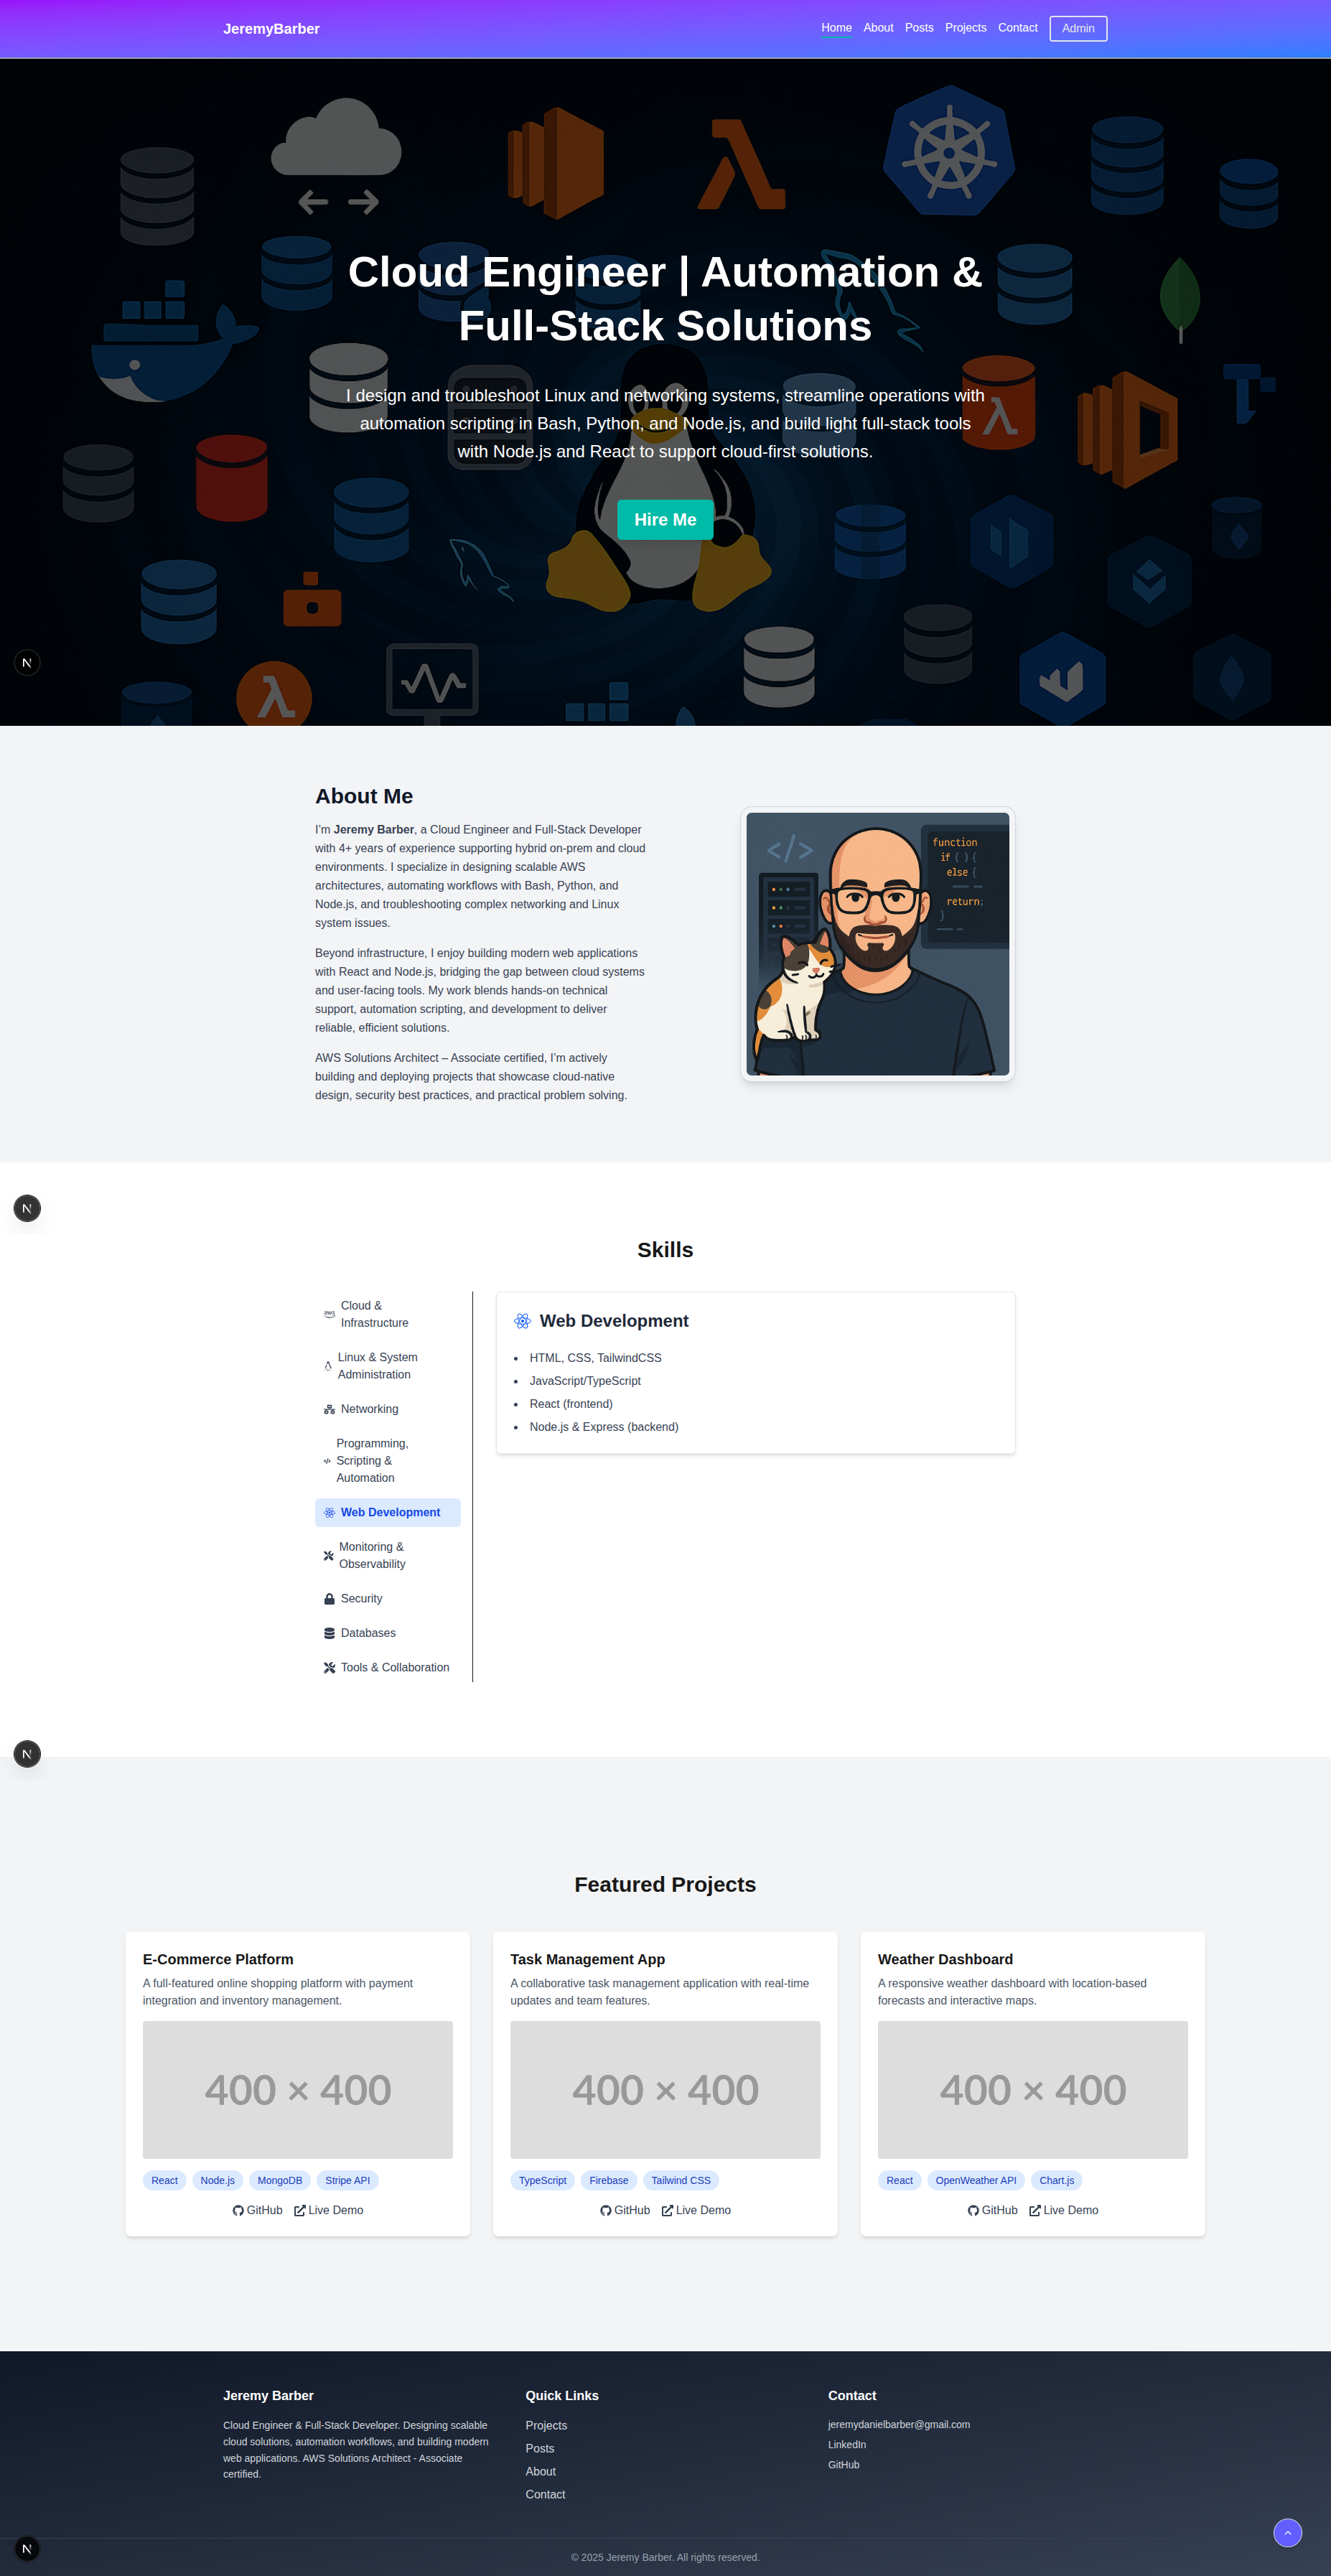 JeremyBarber
Home About Posts Projects Contact Admin
Cloud Engineer | Automation &
Full-Stack Solutions
I design and troubleshoot Linux and networking systems, streamline operations with
automation scripting in Bash, Python, and Node.js, and build light full-stack tools
with Node.js and React to support cloud-first solutions.
Hire Me
N
About Me
I’m Jeremy Barber, a Cloud Engineer and Full-Stack Developer
with 4+ years of experience supporting hybrid on-prem and cloud
environments. I specialize in designing scalable AWS
architectures, automating workflows with Bash, Python, and
Node.js, and troubleshooting complex networking and Linux
system issues.
Beyond infrastructure, I enjoy building modern web applications
with React and Node.js, bridging the gap between cloud systems
and user-facing tools. My work blends hands-on technical
support, automation scripting, and development to deliver
reliable, efficient solutions.
AWS Solutions Architect – Associate certified, I’m actively
building and deploying projects that showcase cloud-native
design, security best practices, and practical problem solving.
</>
function
if () {
else {
return;
}
N
Skills
aws
Cloud &
Infrastructure
Linux & System
Administration
Networking
Programming,
Scripting &
Automation
Web Development
Monitoring &
Observability
Security
Databases
Tools & Collaboration
Web Development
• HTML, CSS, TailwindCSS
• JavaScript/TypeScript
• React (frontend)
• Node.js & Express (backend)
N
Featured Projects
E-Commerce Platform
A full-featured online shopping platform with payment
integration and inventory management.
400 × 400
React Node.js MongoDB Stripe API
GitHub Live Demo
Task Management App
A collaborative task management application with real-time
updates and team features.
400 × 400
TypeScript Firebase Tailwind CSS
GitHub Live Demo
Weather Dashboard
A responsive weather dashboard with location-based
forecasts and interactive maps.
400 × 400
React OpenWeather API Chart.js
GitHub Live Demo
Jeremy Barber
Cloud Engineer & Full-Stack Developer. Designing scalable
cloud solutions, automation workflows, and building modern
web applications. AWS Solutions Architect - Associate
certified.
Quick Links
Projects
Posts
About
Contact
Contact
jeremydanielbarber@gmail.com
LinkedIn
GitHub
N
© 2025 Jeremy Barber. All rights reserved.